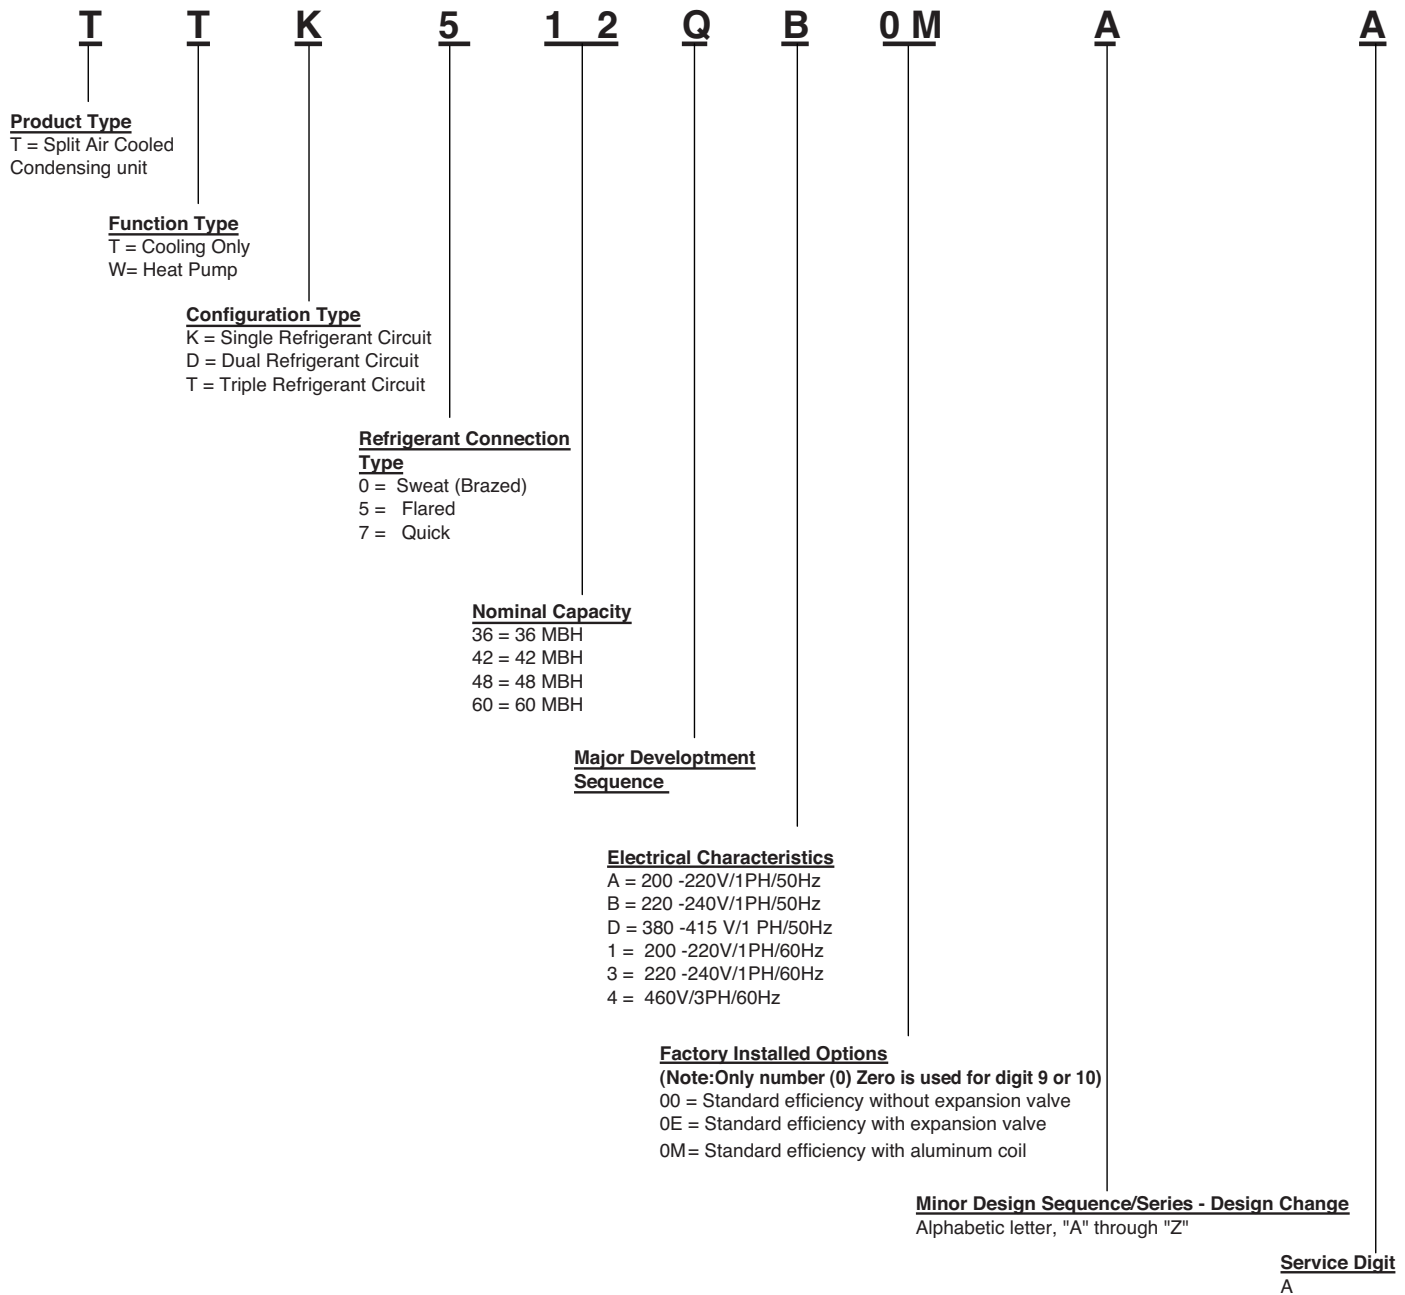 T T K 5 1 2 Q B 0 M A A
Product Type
T = Split Air Cooled
Condensing unit
Function Type
T = Cooling Only
W= Heat Pump
Configuration Type
K = Single Refrigerant Circuit
D = Dual Refrigerant Circuit
T = Triple Refrigerant Circuit
Refrigerant Connection
Type
0 = Sweat (Brazed)
5 = Flared
7 = Quick
Nominal Capacity
36 = 36 MBH
42 = 42 MBH
48 = 48 MBH
60 = 60 MBH
Major Developtment
Sequence
Electrical Characteristics
A = 200 -220V/1PH/50Hz
B = 220 -240V/1PH/50Hz
D = 380 -415 V/1 PH/50Hz
1 = 200 -220V/1PH/60Hz
3 = 220 -240V/1PH/60Hz
4 = 460V/3PH/60Hz
Factory Installed Options
(Note:Only number (0) Zero is used for digit 9 or 10)
00 = Standard efficiency without expansion valve
0E = Standard efficiency with expansion valve
0M= Standard efficiency with aluminum coil
Minor Design Sequence/Series - Design Change
Alphabetic letter, "A" through "Z"
Service Digit
A